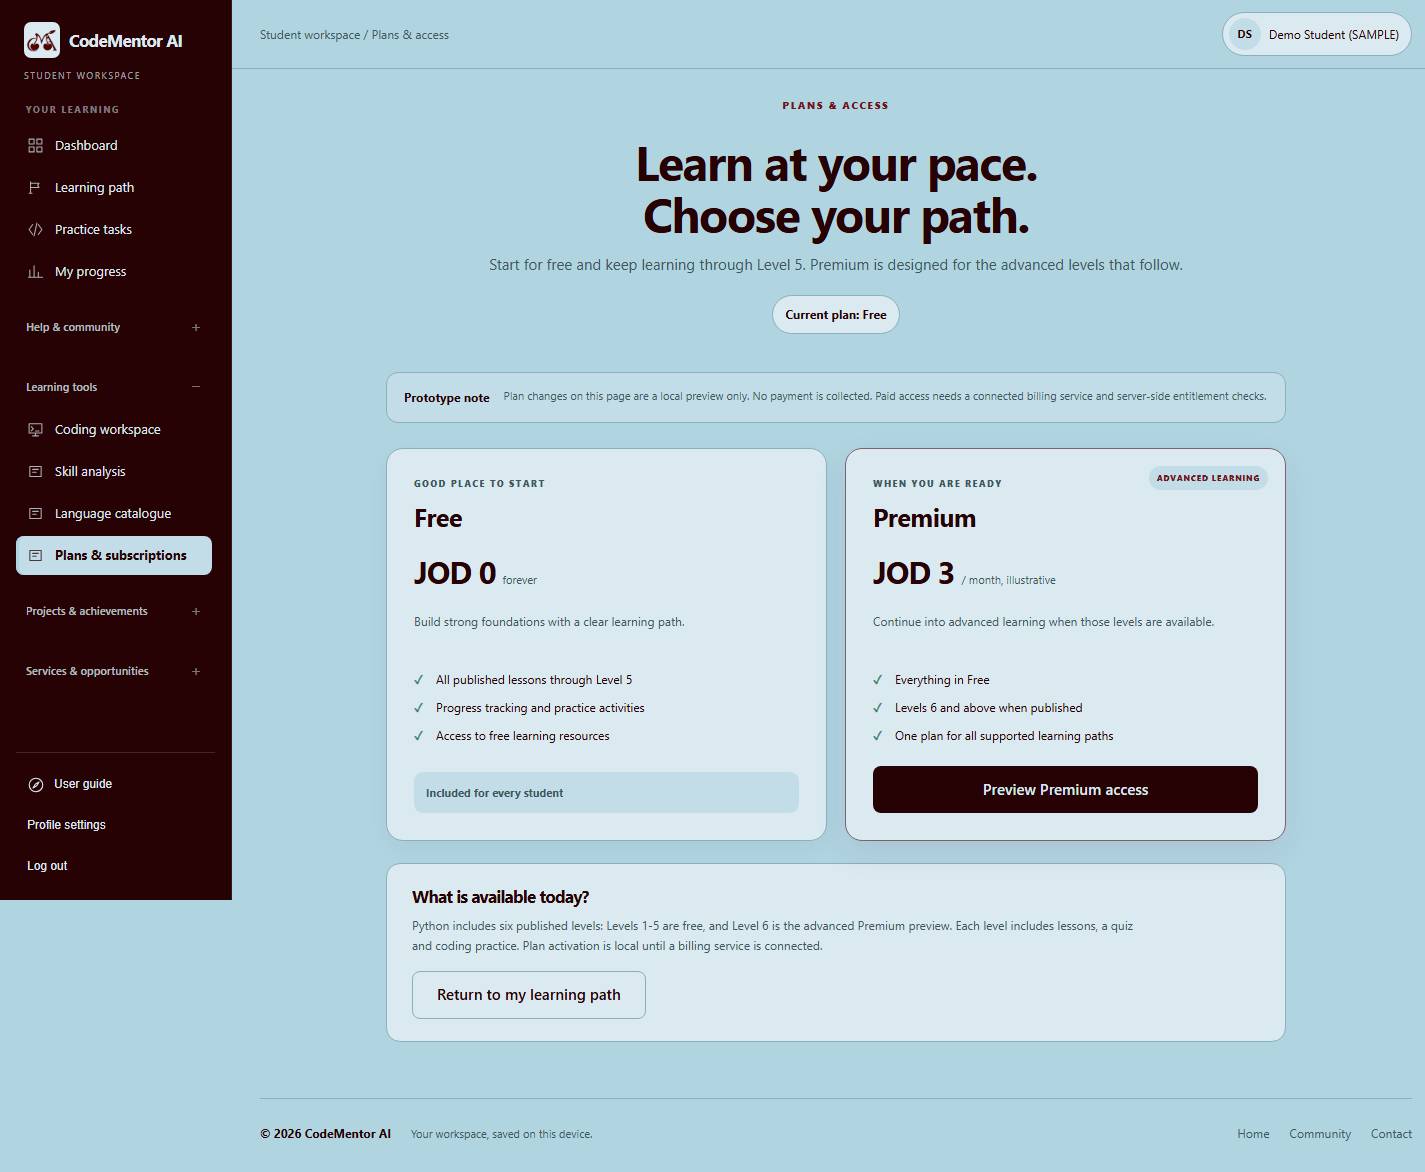 CodeMentor AI
STUDENT WORKSPACE
YOUR LEARNING
Dashboard
Learning path
Practice tasks
My progress
Help & community +
Learning tools −
Coding workspace
Skill analysis
Language catalogue
Plans & subscriptions
Projects & achievements +
Services & opportunities +
User guide
Profile settings
Log out
Student workspace / Plans & access
DS Demo Student (SAMPLE)
PLANS & ACCESS
Learn at your pace.
Choose your path.
Start for free and keep learning through Level 5. Premium is designed for the advanced levels that follow.
Current plan: Free
Prototype note Plan changes on this page are a local preview only. No payment is collected. Paid access needs a connected billing service and server-side entitlement checks.
GOOD PLACE TO START
Free
JOD 0 forever
Build strong foundations with a clear learning path.
✓ All published lessons through Level 5
✓ Progress tracking and practice activities
✓ Access to free learning resources
Included for every student
ADVANCED LEARNING
WHEN YOU ARE READY
Premium
JOD 3 / month, illustrative
Continue into advanced learning when those levels are available.
✓ Everything in Free
✓ Levels 6 and above when published
✓ One plan for all supported learning paths
Preview Premium access
What is available today?
Python includes six published levels: Levels 1-5 are free, and Level 6 is the advanced Premium preview. Each level includes lessons, a quiz
and coding practice. Plan activation is local until a billing service is connected.
Return to my learning path
© 2026 CodeMentor AI Your workspace, saved on this device.
Home Community Contact